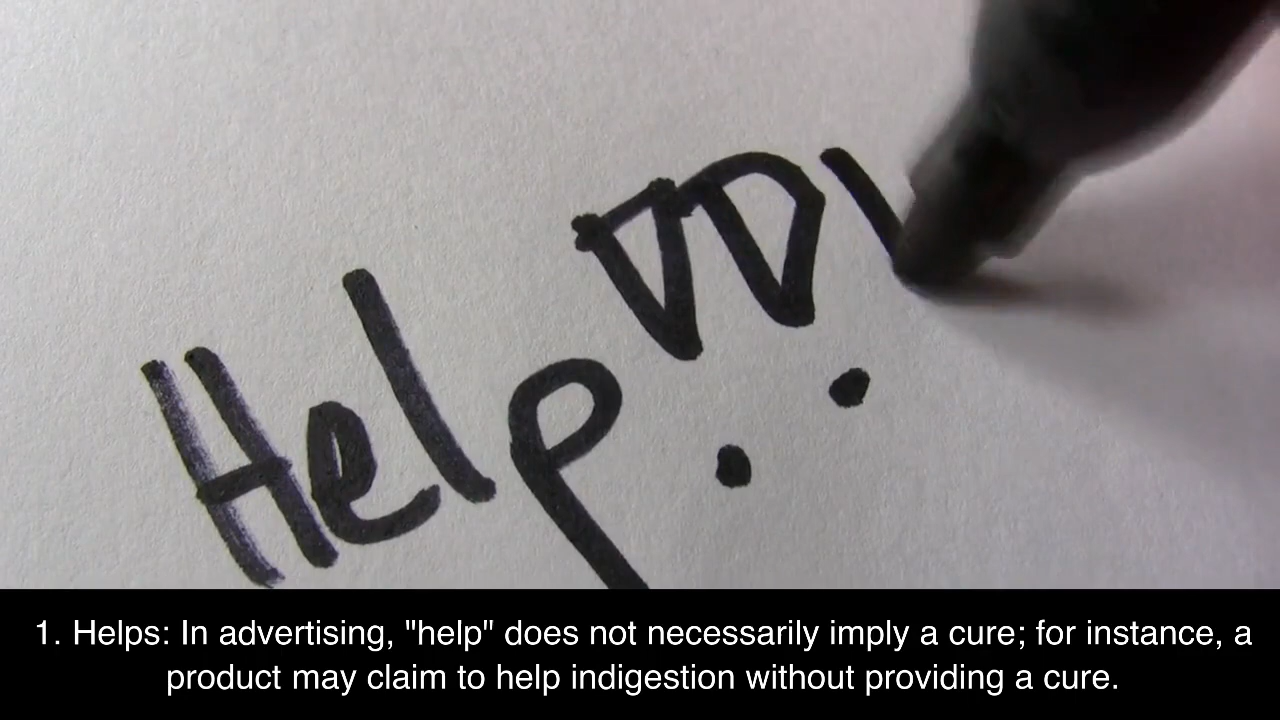 Help!!
1. Helps: In advertising, "help" does not necessarily imply a cure; for instance, a
product may claim to help indigestion without providing a cure.